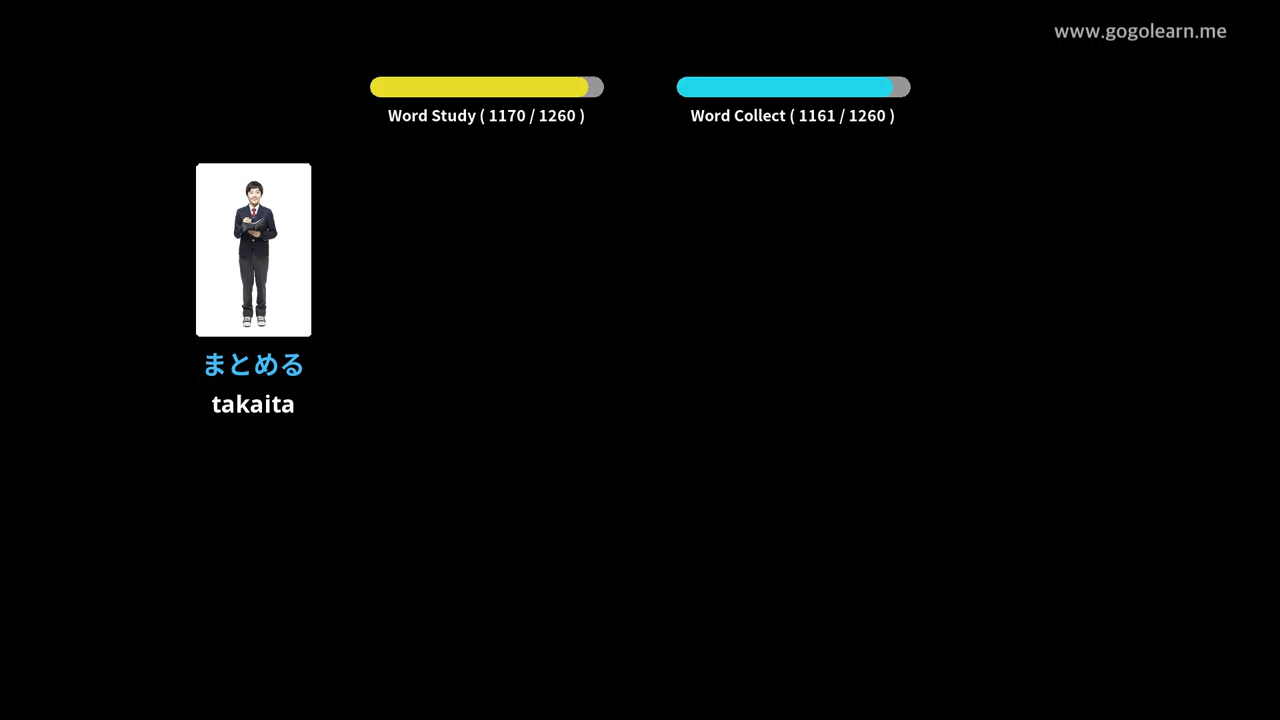 www.gogolearn.me
Word Study ( 1170 / 1260 )
Word Collect ( 1161 / 1260 )
まとめる
takaita